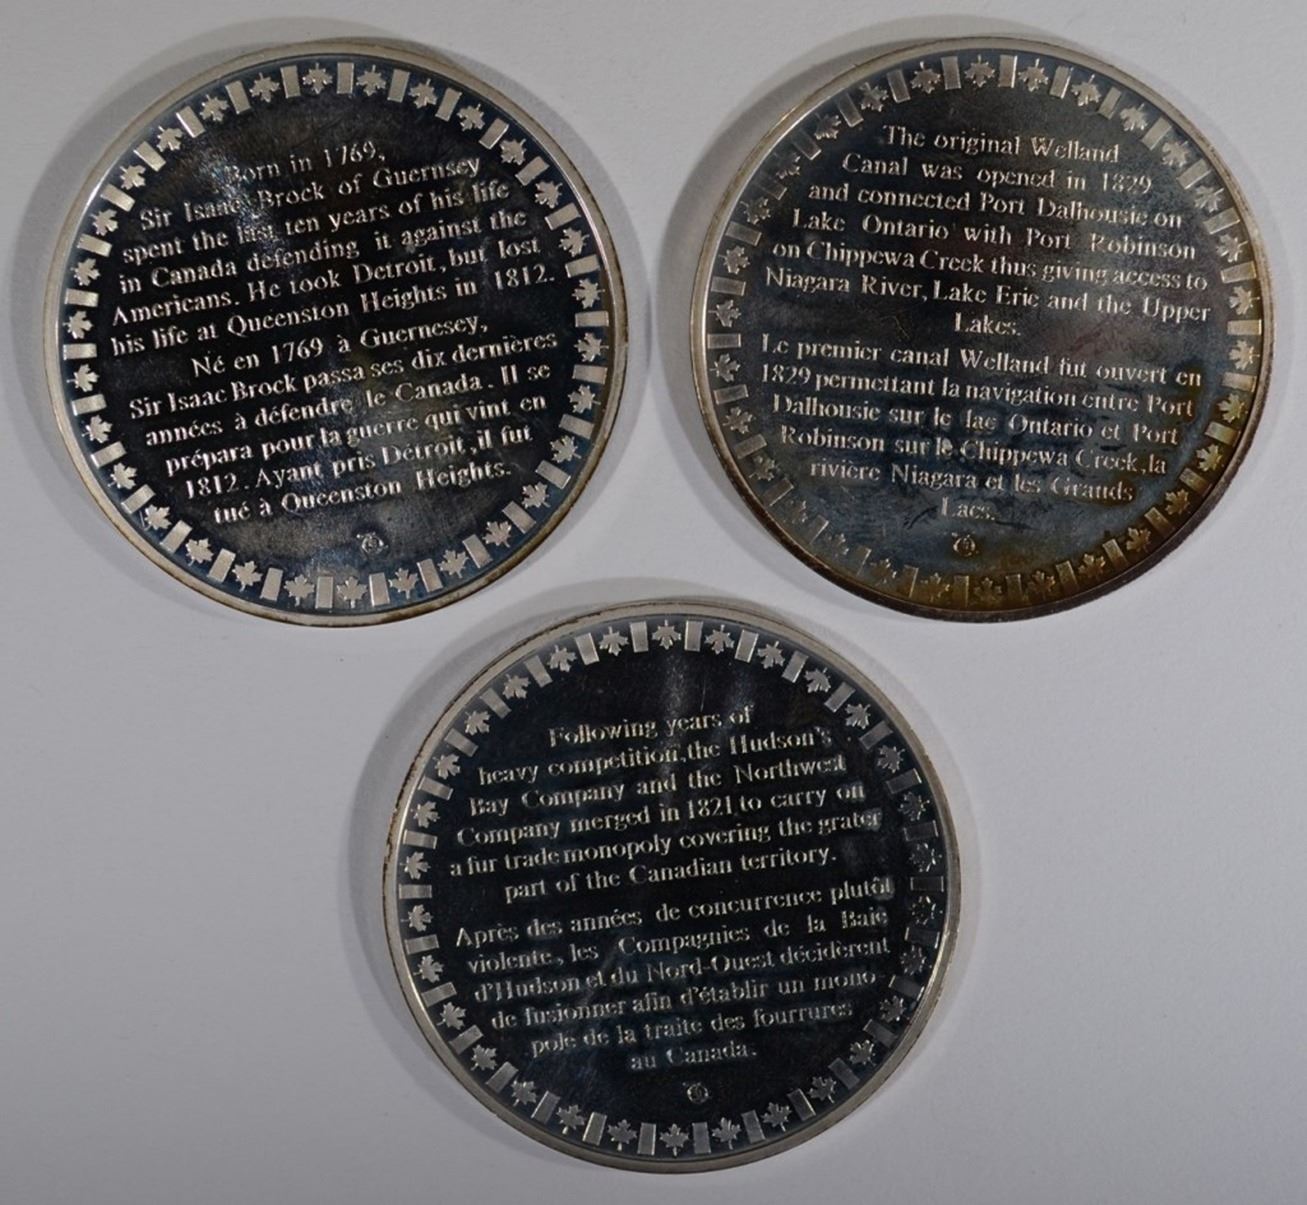 Born in 1769,
Sir Isaac Brock of Guernsey
spent the last ten years of his life
in Canada defending it against the
Americans. He took Detroit, but lost
his life at Queenston Heights in 1812.
Né en 1769 à Guernesey,
Sir Isaac Brock passa ses dix dernières
années à défendre le Canada. Il se
prépara pour la guerre qui vint en
1812. Ayant pris Detroit, il fut
tué à Queenston Heights.
The original Welland
Canal was opened in 1829
and connected Port Dalhousie on
Lake Ontario with Port Robinson
on Chippewa Creek thus giving access to
Niagara River, Lake Erie and the Upper
Lakes.
Le premier canal Welland fut ouvert en
1829 permettant la navigation entre Port
Dalhousie sur le lac Ontario et Port
Robinson sur le Chippewa Creek, la
rivière Niagara et les Grands
Lacs.
Following years of
heavy competition, the Hudson's
Bay Company and the Northwest
Company merged in 1821 to carry on
a fur trade monopoly covering the grater
part of the Canadian territory.
Après des années de concurrence plutôt
violente, les Compagnies de la Baie
d'Hudson et du Nord-Ouest décidèrent
de fusionner afin d'établir un mono-
pole de la traite des fourrures
au Canada.